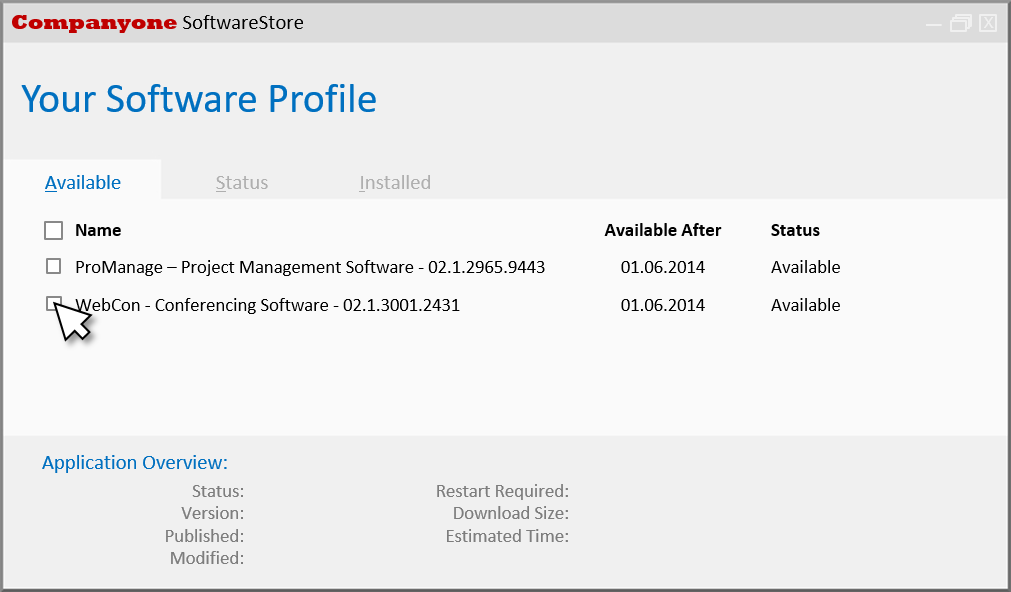 Companyone SoftwareStore
Your Software Profile
Available Status Installed
Name Available After Status
ProManage – Project Management Software - 02.1.2965.9443 01.06.2014 Available
WebCon - Conferencing Software - 02.1.3001.2431 01.06.2014 Available
Application Overview:
Status: Restart Required:
Version: Download Size:
Published: Estimated Time:
Modified: